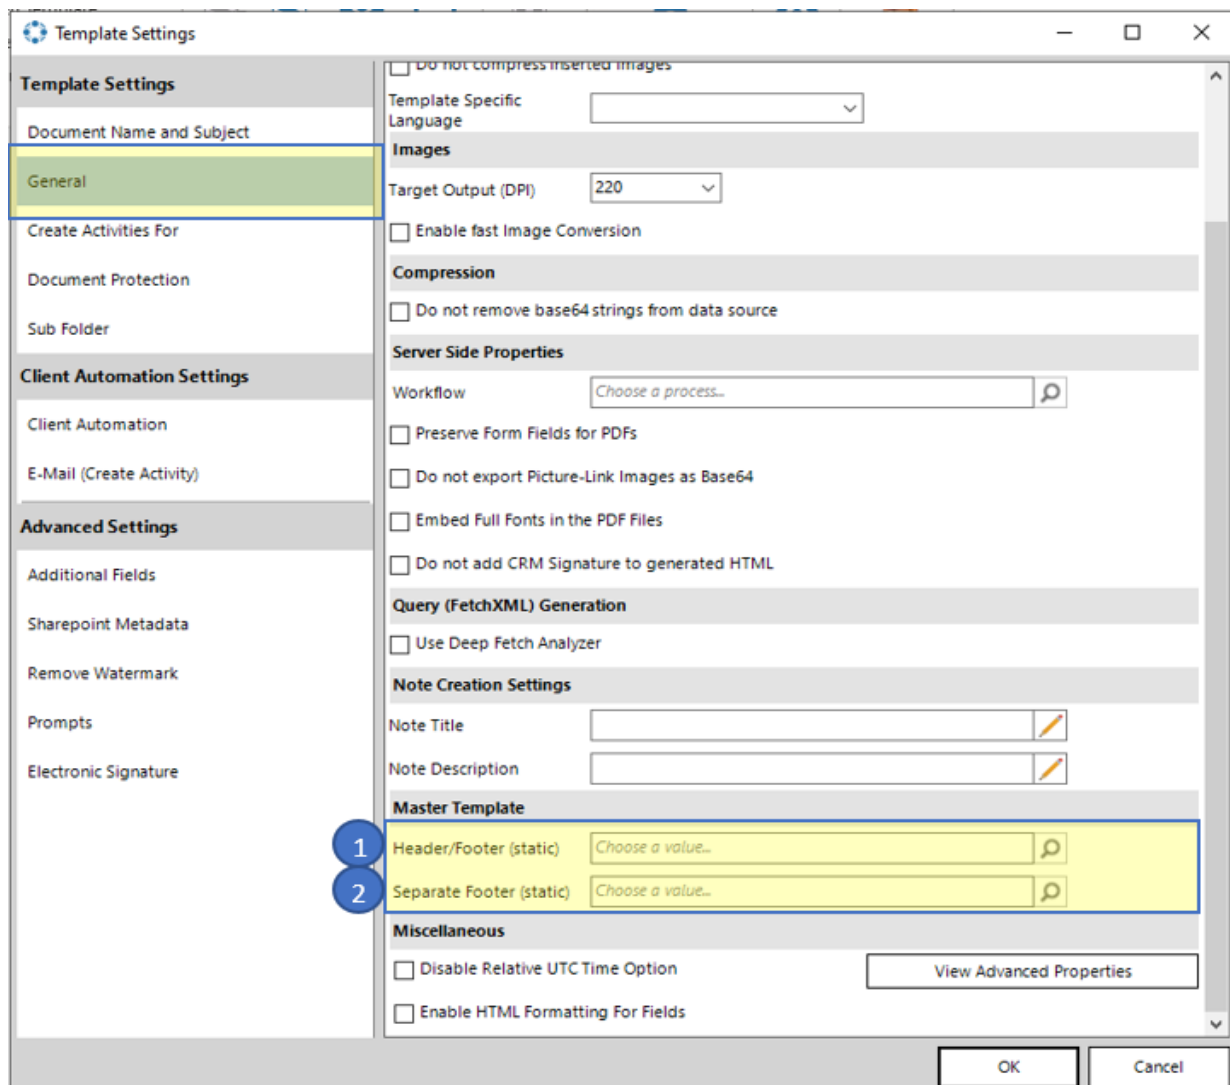 Template Settings
Template Settings
Document Name and Subject
General
Create Activities For
Document Protection
Sub Folder
Client Automation Settings
Client Automation
E-Mail (Create Activity)
Advanced Settings
Additional Fields
Sharepoint Metadata
Remove Watermark
Prompts
Electronic Signature
Do not compress inserted images
Template Specific
Language
Images
Target Output (DPI)
220
Enable fast Image Conversion
Compression
Do not remove base64 strings from data source
Server Side Properties
Workflow
Choose a process...
Preserve Form Fields for PDFs
Do not export Picture-Link Images as Base64
Embed Full Fonts in the PDF Files
Do not add CRM Signature to generated HTML
Query (FetchXML) Generation
Use Deep Fetch Analyzer
Note Creation Settings
Note Title
Note Description
Master Template
1
Header/Footer (static)
Choose a value...
2
Separate Footer (static)
Choose a value...
Miscellaneous
Disable Relative UTC Time Option
View Advanced Properties
Enable HTML Formatting For Fields
OK
Cancel